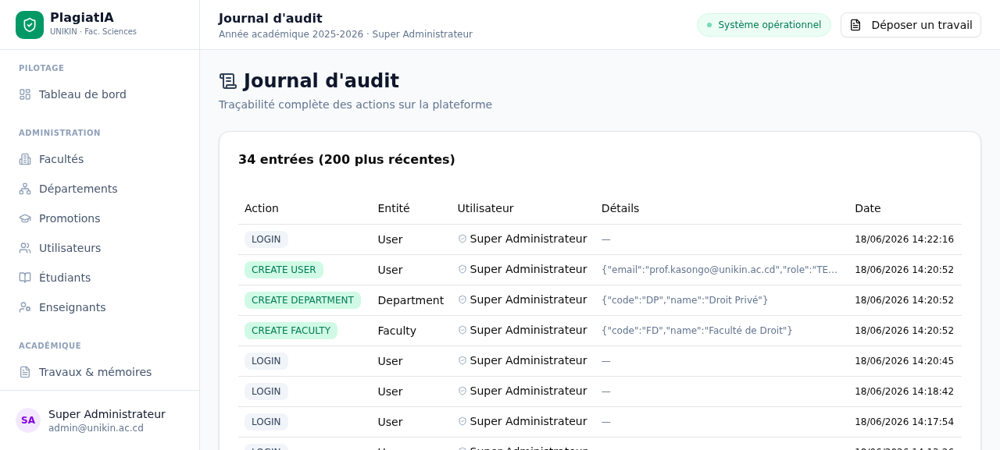 PlagiatIA
UNIKIN · Fac. Sciences
PILOTAGE
Tableau de bord
ADMINISTRATION
Facultés
Départements
Promotions
Utilisateurs
Étudiants
Enseignants
ACADÉMIQUE
Travaux & mémoires
SA
Super Administrateur
admin@unikin.ac.cd
Journal d'audit
Année académique 2025-2026 · Super Administrateur
Système opérationnel
Déposer un travail
Journal d'audit
Traçabilité complète des actions sur la plateforme
34 entrées (200 plus récentes)
Action Entité Utilisateur Détails Date
LOGIN User Super Administrateur — 18/06/2026 14:22:16
CREATE USER User Super Administrateur {"email":"prof.kasongo@unikin.ac.cd","role":"TE… 18/06/2026 14:20:52
CREATE DEPARTMENT Department Super Administrateur {"code":"DP","name":"Droit Privé"} 18/06/2026 14:20:52
CREATE FACULTY Faculty Super Administrateur {"code":"FD","name":"Faculté de Droit"} 18/06/2026 14:20:52
LOGIN User Super Administrateur — 18/06/2026 14:20:45
LOGIN User Super Administrateur — 18/06/2026 14:18:42
LOGIN User Super Administrateur — 18/06/2026 14:17:54
LOGIN User Super Administrateur